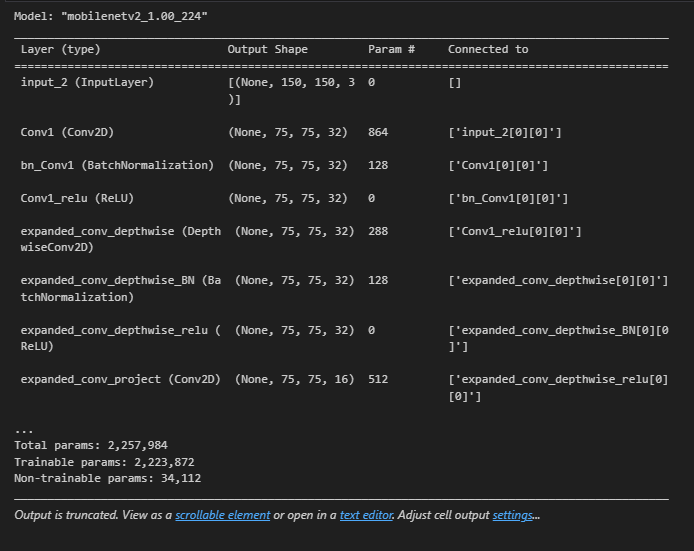 Model: "mobilenetv2_1.00_224"
Layer (type) Output Shape Param # Connected to
input_2 (InputLayer) [(None, 150, 150, 3 0 []
)]
Conv1 (Conv2D) (None, 75, 75, 32) 864 ['input_2[0][0]']
bn_Conv1 (BatchNormalization) (None, 75, 75, 32) 128 ['Conv1[0][0]']
Conv1_relu (ReLU) (None, 75, 75, 32) 0 ['bn_Conv1[0][0]']
expanded_conv_depthwise (Depth (None, 75, 75, 32) 288 ['Conv1_relu[0][0]']
wiseConv2D)
expanded_conv_depthwise_BN (Ba (None, 75, 75, 32) 128 ['expanded_conv_depthwise[0][0]']
tchNormalization)
expanded_conv_depthwise_relu ( (None, 75, 75, 32) 0 ['expanded_conv_depthwise_BN[0][0
ReLU) ]']
expanded_conv_project (Conv2D) (None, 75, 75, 16) 512 ['expanded_conv_depthwise_relu[0]
[0]']
...
Total params: 2,257,984
Trainable params: 2,223,872
Non-trainable params: 34,112
Output is truncated. View as a scrollable element or open in a text editor. Adjust cell output settings...